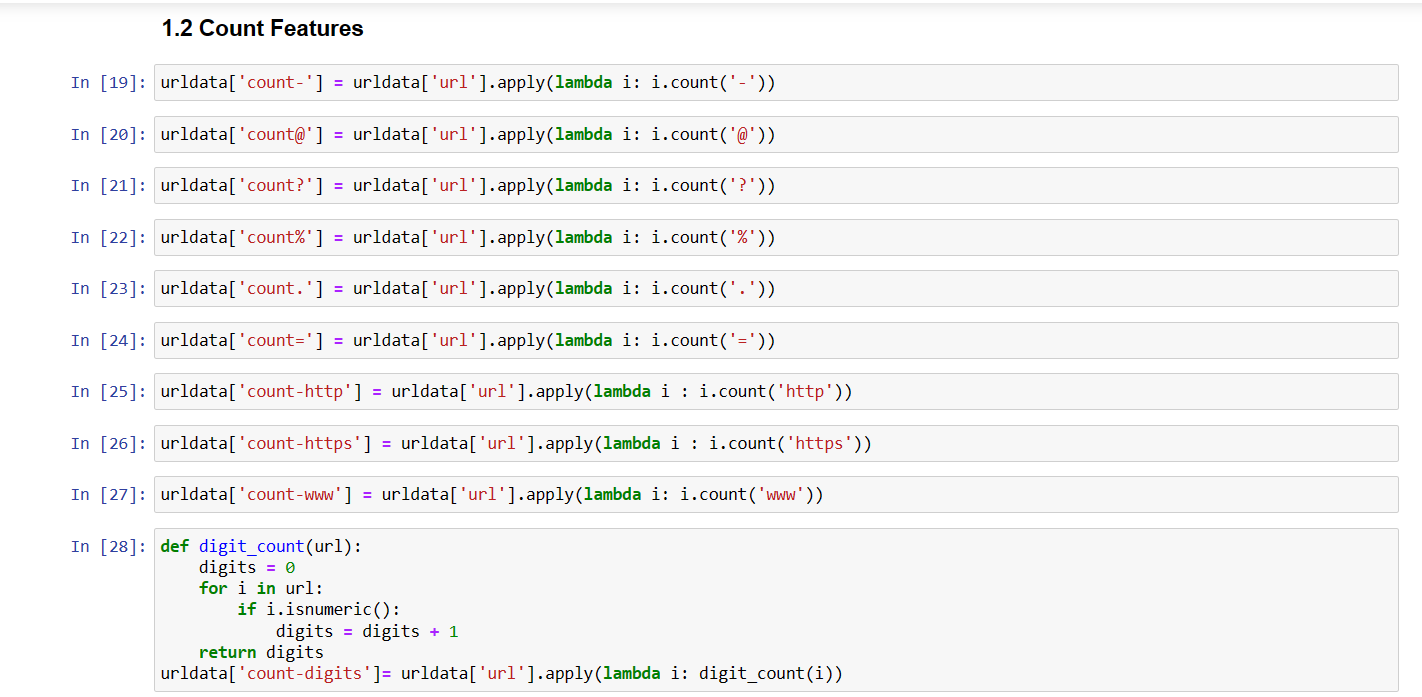 1.2 Count Features
In [19]: urldata['count-'] = urldata['url'].apply(lambda i: i.count('-'))
In [20]: urldata['count@'] = urldata['url'].apply(lambda i: i.count('@'))
In [21]: urldata['count?'] = urldata['url'].apply(lambda i: i.count('?'))
In [22]: urldata['count%'] = urldata['url'].apply(lambda i: i.count('%'))
In [23]: urldata['count.'] = urldata['url'].apply(lambda i: i.count('.'))
In [24]: urldata['count='] = urldata['url'].apply(lambda i: i.count('='))
In [25]: urldata['count-http'] = urldata['url'].apply(lambda i : i.count('http'))
In [26]: urldata['count-https'] = urldata['url'].apply(lambda i : i.count('https'))
In [27]: urldata['count-www'] = urldata['url'].apply(lambda i: i.count('www'))
In [28]: def digit_count(url):
    digits = 0
    for i in url:
        if i.isnumeric():
            digits = digits + 1
    return digits
urldata['count-digits']= urldata['url'].apply(lambda i: digit_count(i))